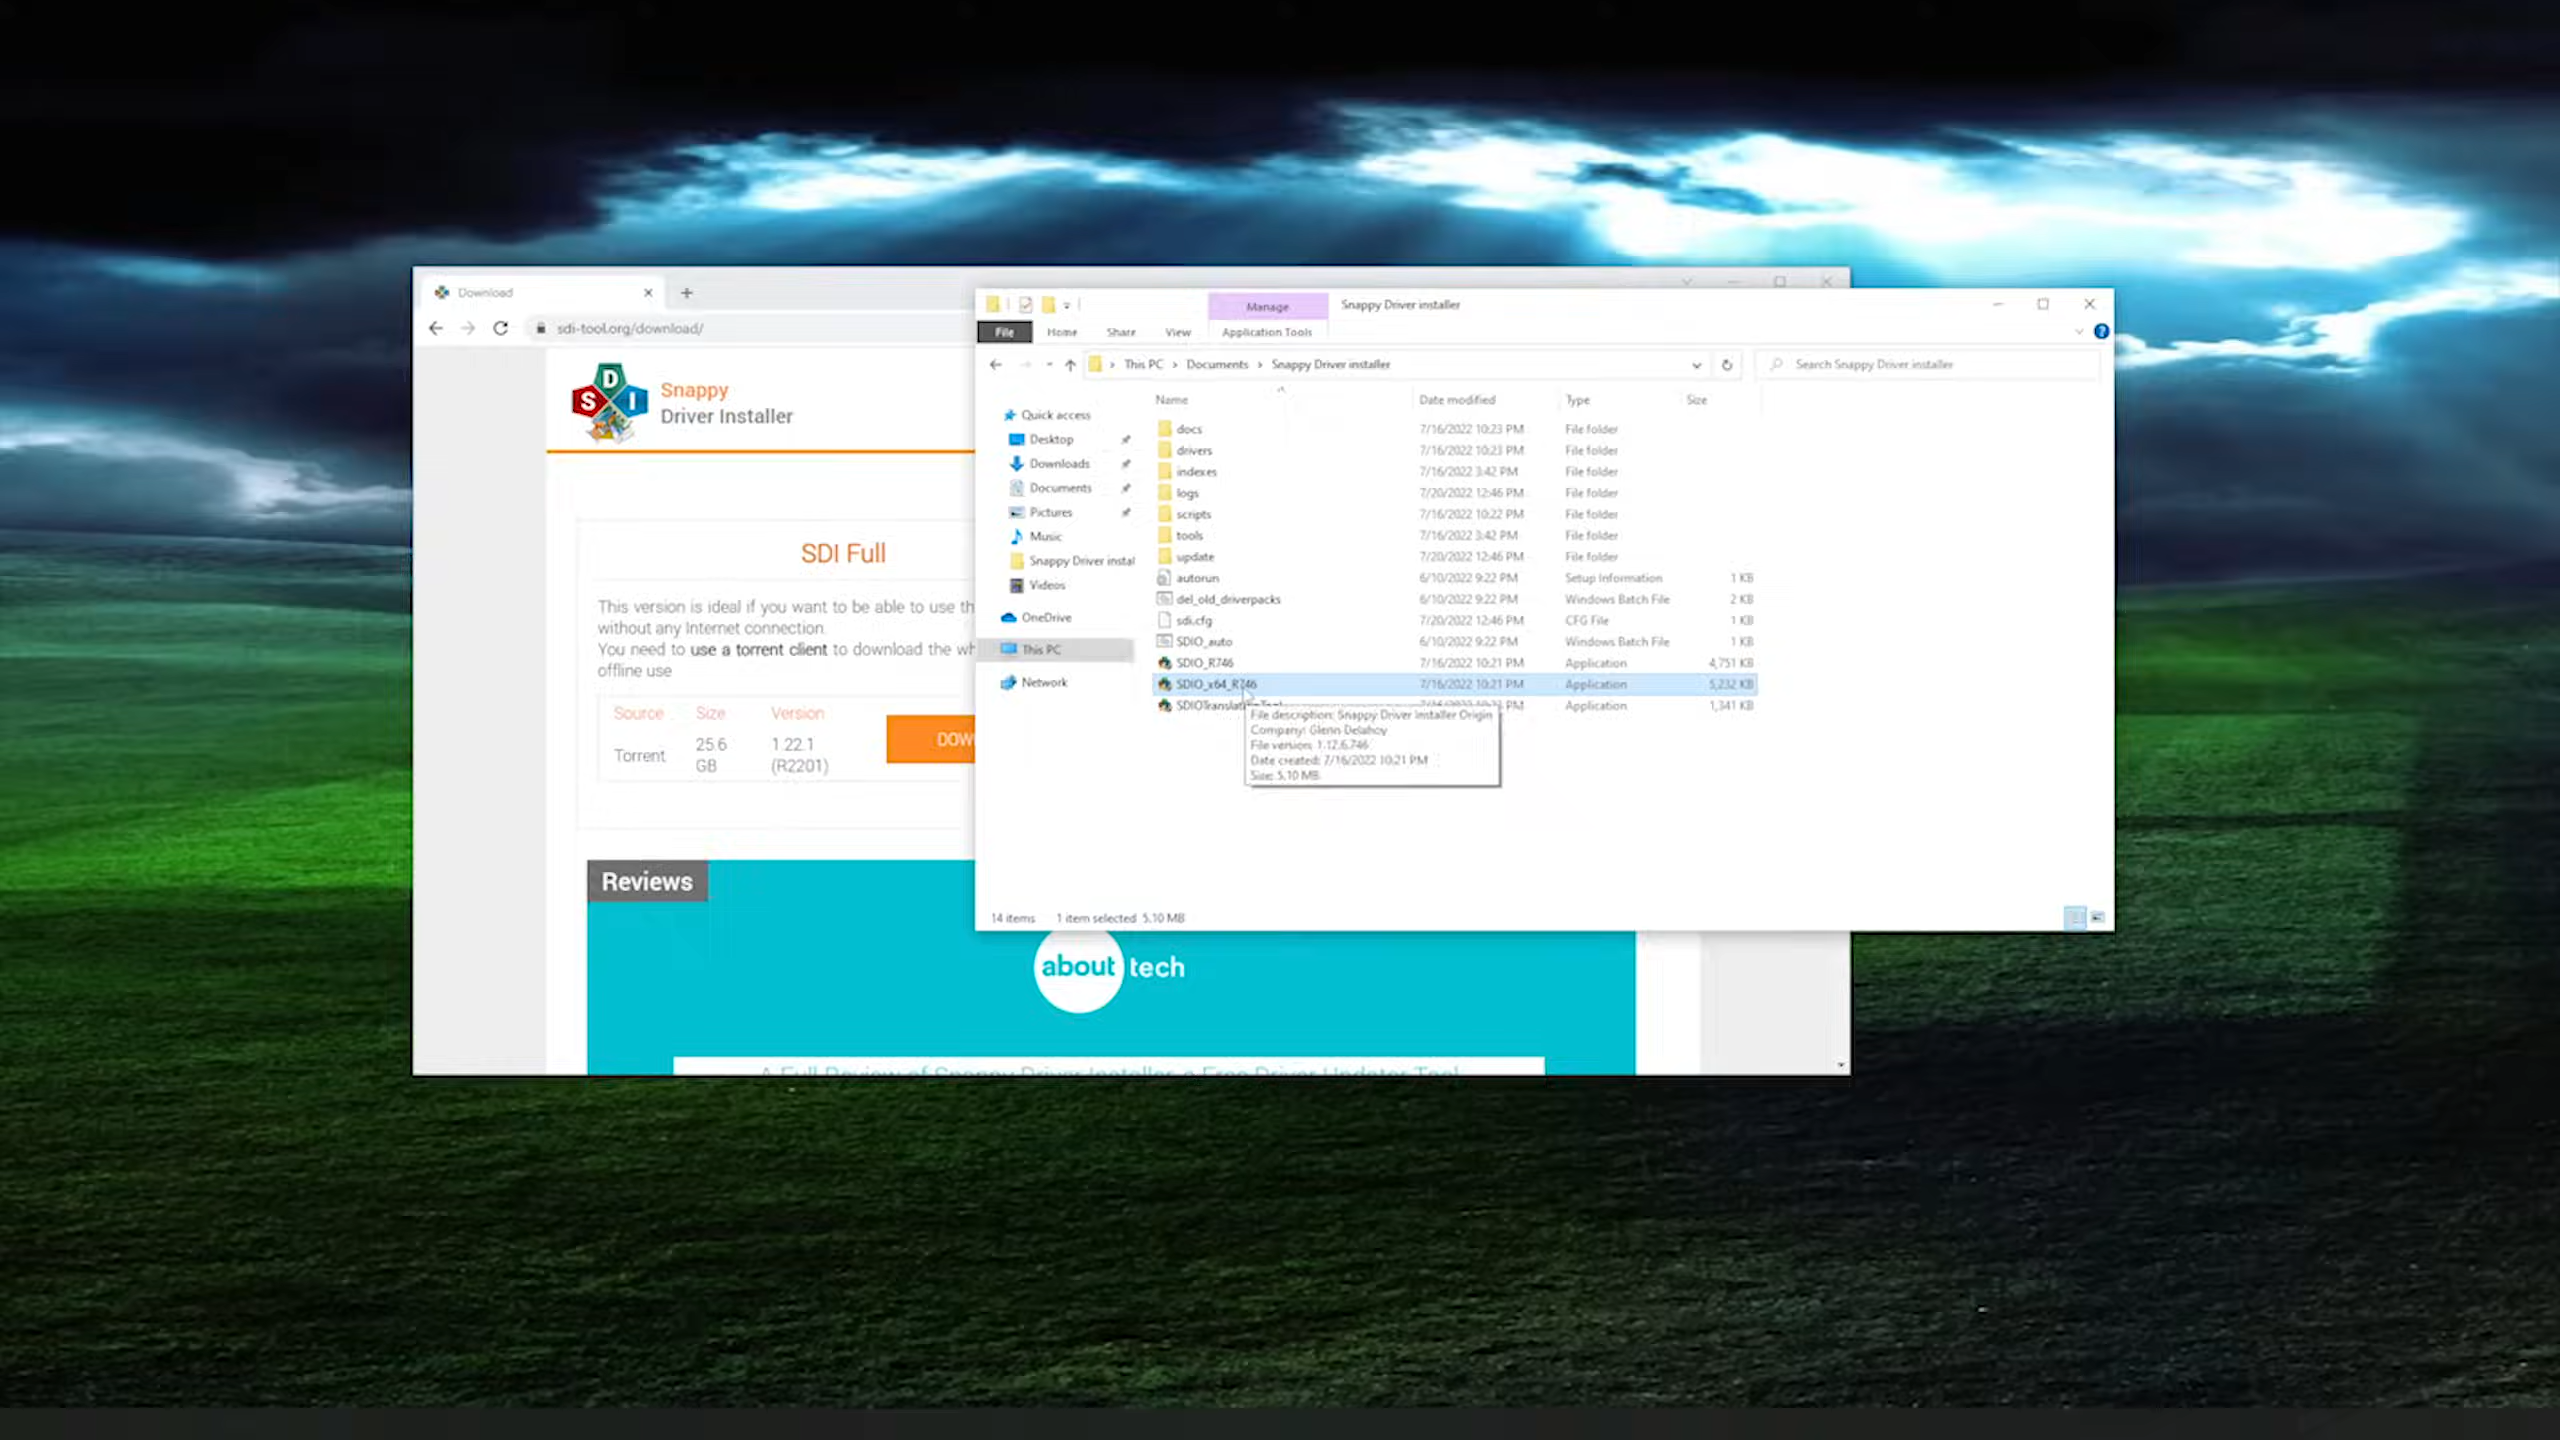 Download
sdi-tool.org/download/
D
S I
Snappy
Driver Installer
SDI Full
This version is ideal if you want to be able to use th
without any Internet connection.
You need to use a torrent client to download the wh
offline use
Source Size Version
Torrent 25.6 GB 1.22.1 (R2201)
DOW
Reviews
about tech
A Full Review of Snappy Driver Installer, a Free Driver Updater Tool
Manage Snappy Driver installer
File Home Share View Application Tools
This PC > Documents > Snappy Driver installer
Search Snappy Driver installer
Quick access
Desktop
Downloads
Documents
Pictures
Music
Snappy Driver instal
Videos
OneDrive
This PC
Network
Name Date modified Type Size
docs 7/16/2022 10:23 PM File folder
drivers 7/16/2022 10:23 PM File folder
indexes 7/16/2022 3:42 PM File folder
logs 7/20/2022 12:46 PM File folder
scripts 7/16/2022 10:22 PM File folder
tools 7/16/2022 3:42 PM File folder
update 7/20/2022 12:46 PM File folder
autorun 6/10/2022 9:22 PM Setup Information 1 KB
del_old_driverpacks 6/10/2022 9:22 PM Windows Batch File 2 KB
sdi.cfg 7/20/2022 12:46 PM CFG File 1 KB
SDIO_auto 6/10/2022 9:22 PM Windows Batch File 1 KB
SDIO_R746 7/16/2022 10:21 PM Application 4,751 KB
SDIO_x64_R746 7/16/2022 10:21 PM Application 5,232 KB
PM Application 1,341 KB
File description: Snappy Driver Installer Origin
Company: Glenn Delahoy
File version: 1.12.6.746
Date created: 7/16/2022 10:21 PM
Size: 5.10 MB
14 items 1 item selected 5.10 MB